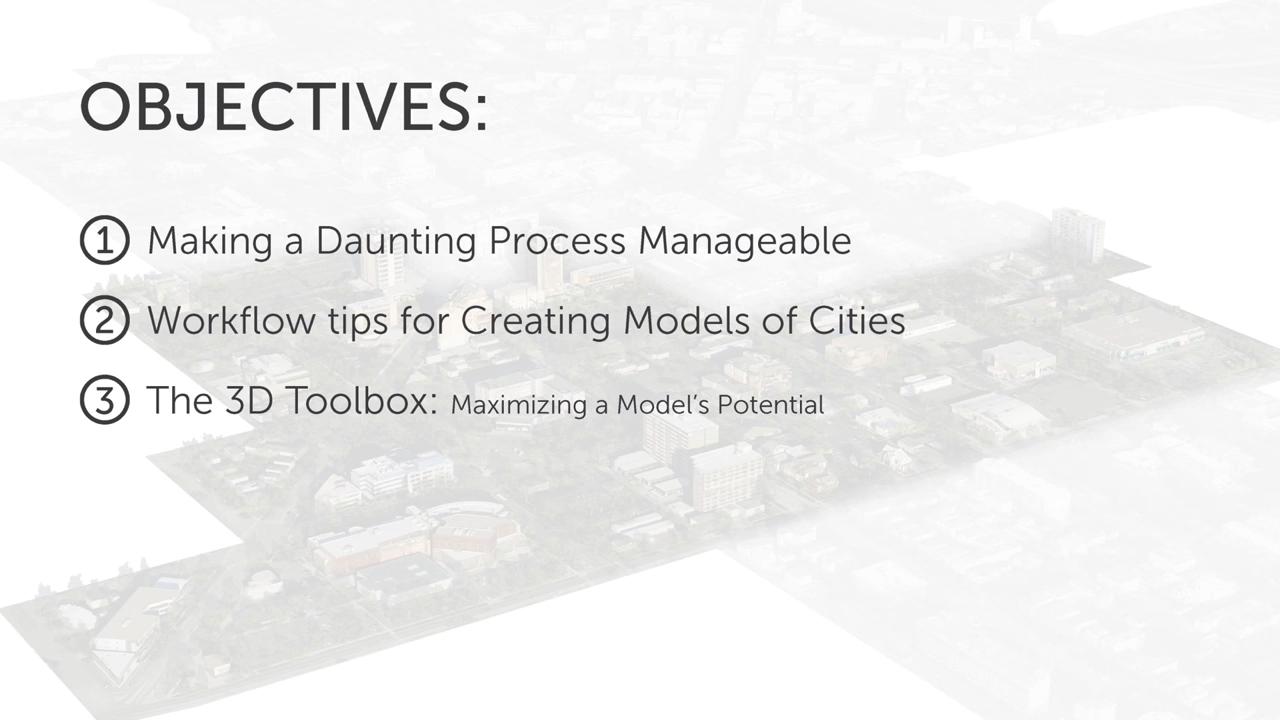 OBJECTIVES:
1 Making a Daunting Process Manageable
2 Workflow tips for Creating Models of Cities
3 The 3D Toolbox: Maximizing a Model’s Potential